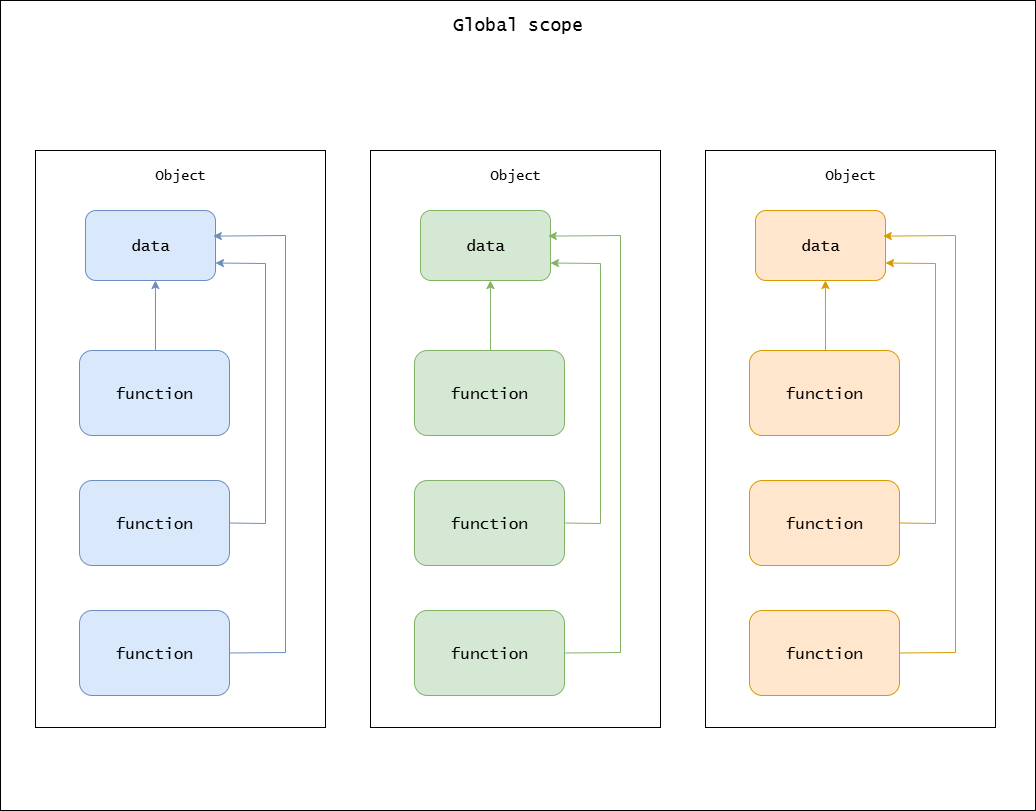 Global scope
Object
data
function
function
function
Object
data
function
function
function
Object
data
function
function
function